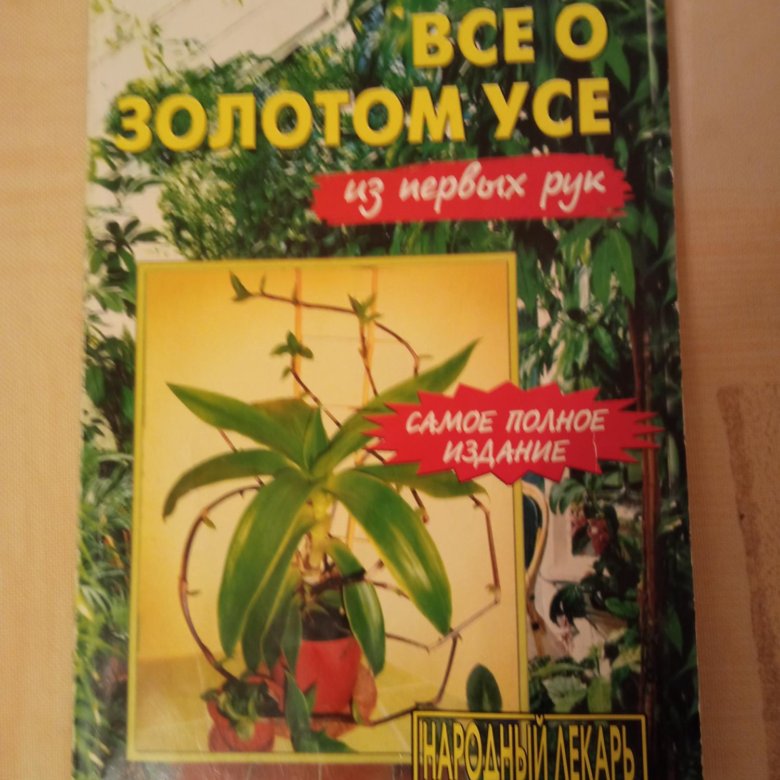 ВСЕ О
ЗОЛОТОМ УСЕ
из первых рук
САМОЕ ПОЛНОЕ
ИЗДАНИЕ
НАРОДНЫЙ ЛЕКАРЬ